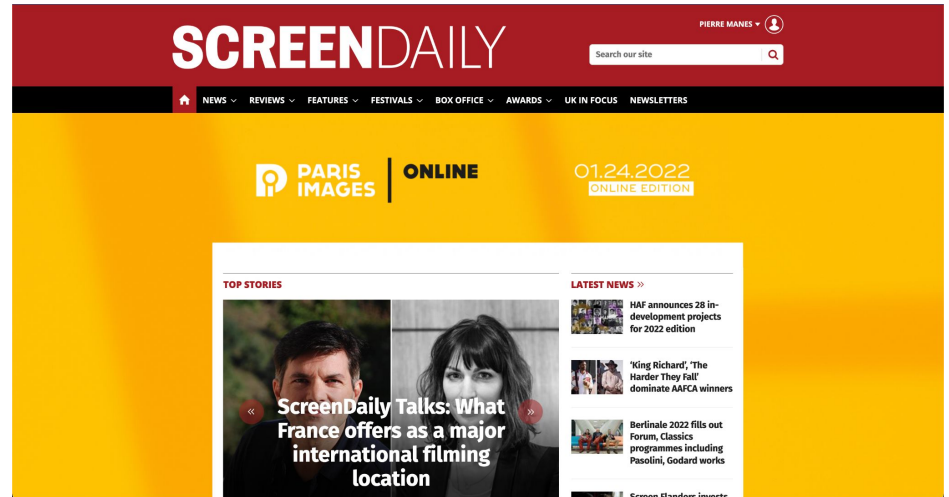 SCREENDAILY
PIERRE MANES
Search our site
NEWS REVIEWS FEATURES FESTIVALS BOX OFFICE AWARDS UK IN FOCUS NEWSLETTERS
PARIS
IMAGES
ONLINE
01.24.2022
ONLINE EDITION
TOP STORIES
ScreenDaily Talks: What
France offers as a major
international filming
location
LATEST NEWS »
HAF announces 28 in-
development projects
for 2022 edition
‘King Richard’, ‘The
Harder They Fall’
dominate AAFCA winners
Berlinale 2022 fills out
Forum, Classics
programmes including
Pasolini, Godard works
Screen Flanders invests